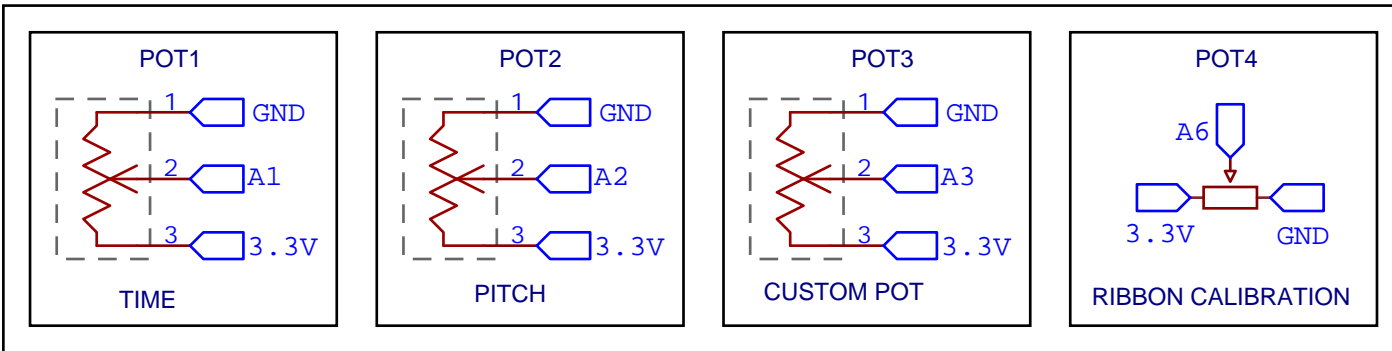 POT1
1
GND
2
A1
3
3.3V
TIME
POT2
1
GND
2
A2
3
3.3V
PITCH
POT3
1
GND
2
A3
3
3.3V
CUSTOM POT
POT4
A6
3.3V
GND
RIBBON CALIBRATION